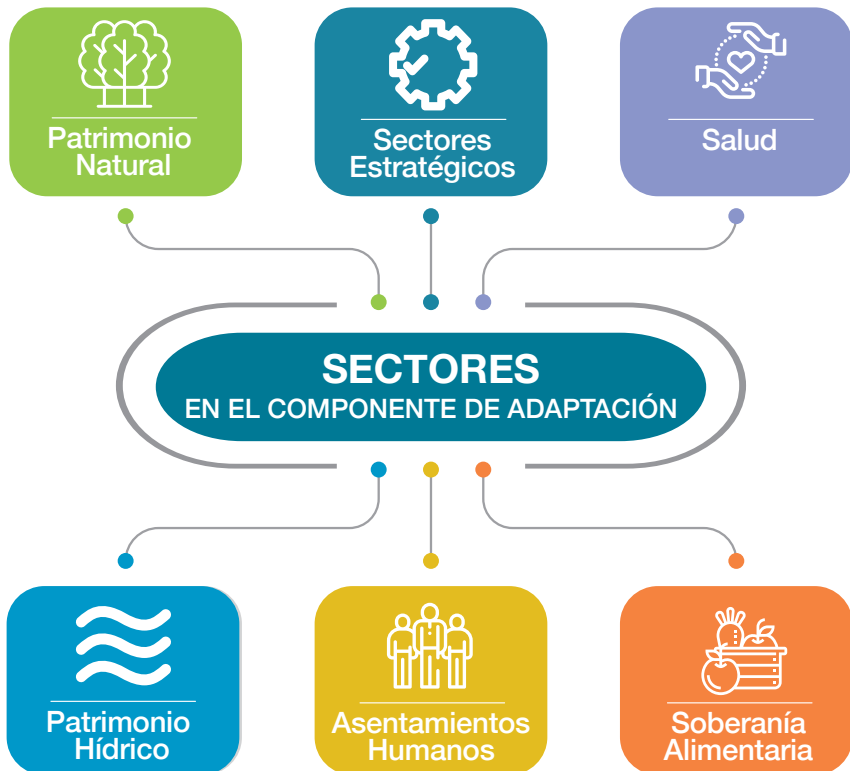 Patrimonio
Natural
Sectores
Estratégicos
Salud
SECTORES
EN EL COMPONENTE DE ADAPTACIÓN
Patrimonio
Hídrico
Asentamientos
Humanos
Soberanía
Alimentaria